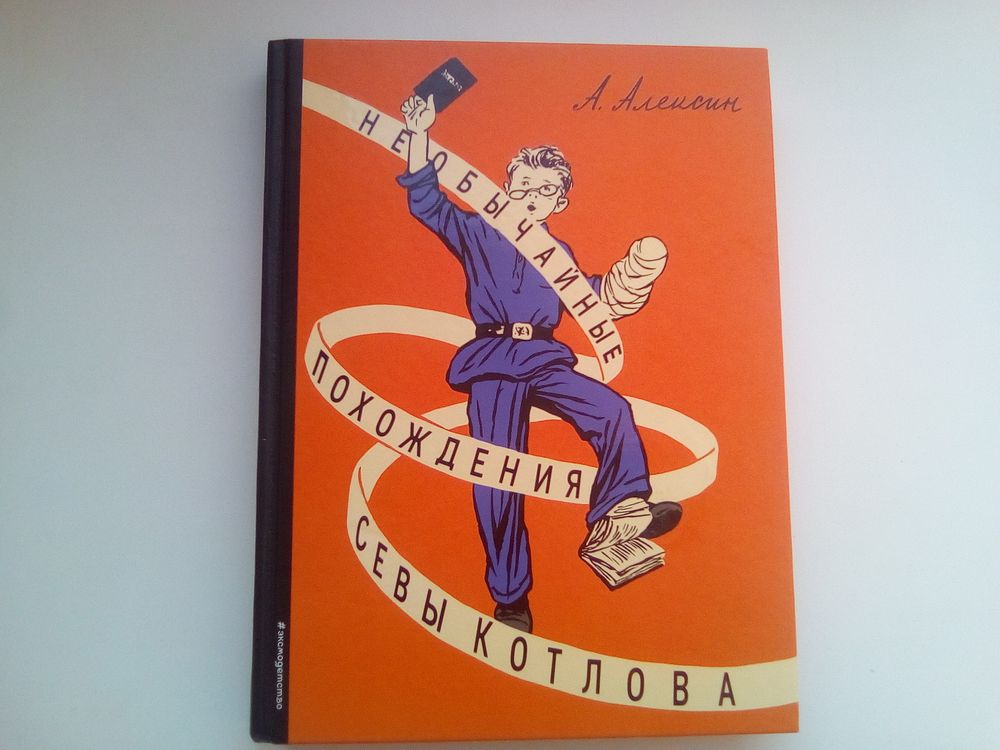 А. Алексин
НЕОБЫЧАЙНЫЕ
ПОХОЖДЕНИЯ
СЕВЫ КОТЛОВА
#эксмодетство